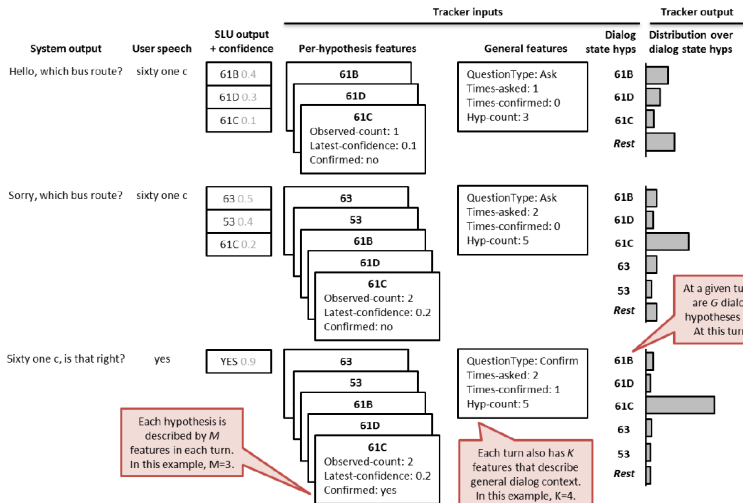 Tracker inputs
Tracker output
System output
User speech
SLU output
+ confidence
Per-hypothesis features
General features
Dialog
state hyps
Distribution over
dialog state hyps
Hello, which bus route?
sixty one c
61B 0.4
61D 0.3
61C 0.1
61B
61D
61C
Observed-count: 1
Latest-confidence: 0.1
Confirmed: no
QuestionType: Ask
Times-asked: 1
Times-confirmed: 0
Hyp-count: 3
61B
61D
61C
Rest
Sorry, which bus route?
sixty one c
63 0.5
53 0.4
61C 0.2
63
53
61B
61D
61C
Observed-count: 2
Latest-confidence: 0.2
Confirmed: no
QuestionType: Ask
Times-asked: 2
Times-confirmed: 0
Hyp-count: 5
61B
61D
61C
63
53
Rest
At a given tu
are G dialo
hypotheses
At this turn
Sixty one c, is that right?
yes
YES 0.9
63
53
61B
61D
61C
Observed-count: 2
Latest-confidence: 0.2
Confirmed: yes
QuestionType: Confirm
Times-asked: 2
Times-confirmed: 1
Hyp-count: 5
61B
61D
61C
63
53
Rest
Each hypothesis is
described by M
features in each turn.
In this example, M=3.
Each turn also has K
features that describe
general dialog context.
In this example, K=4.